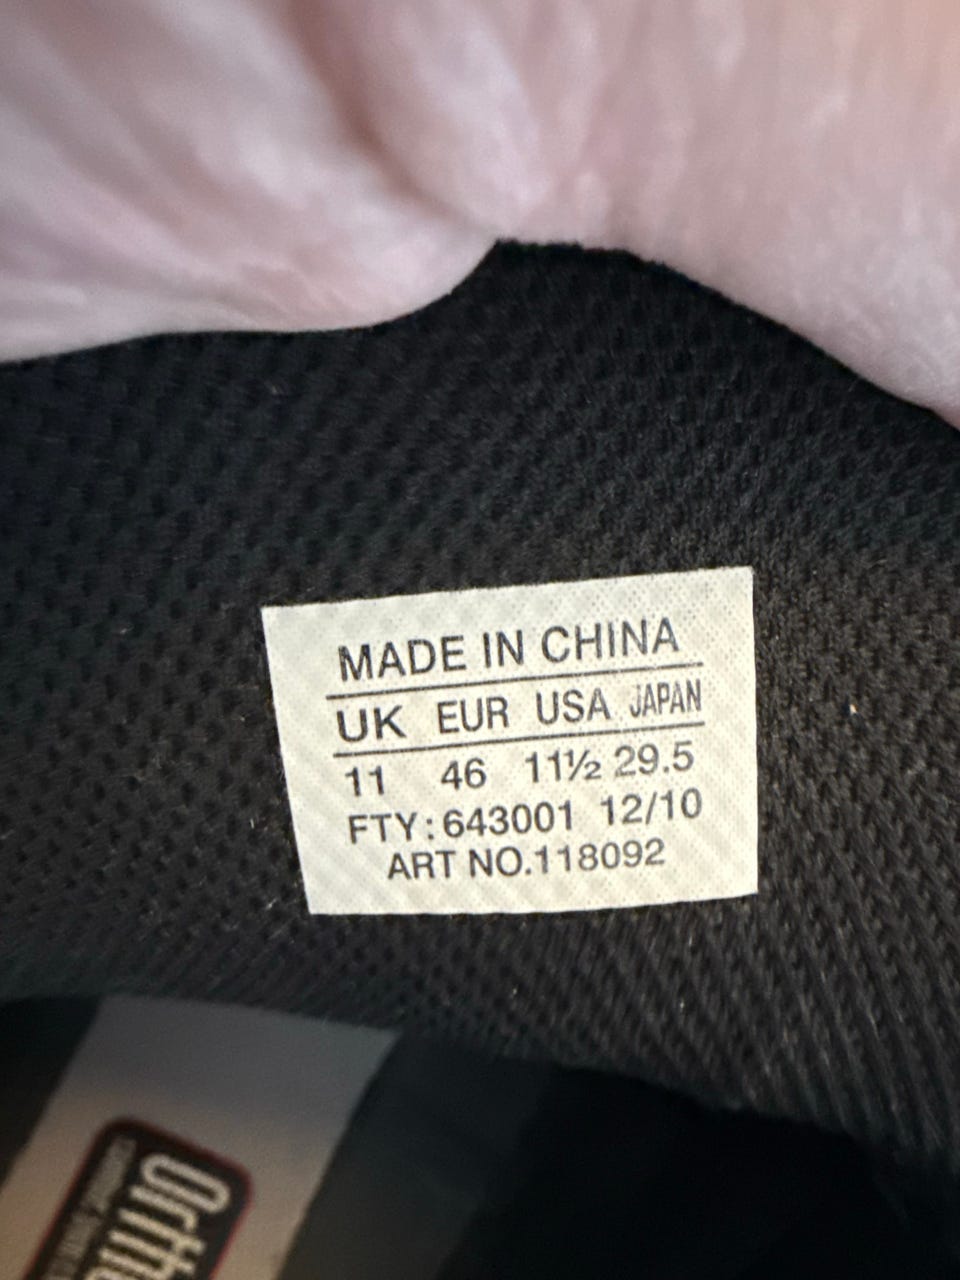 MADE IN CHINA
UK EUR USA JAPAN
11 46 11½ 29.5
FTY: 643001 12/10
ART NO.118092